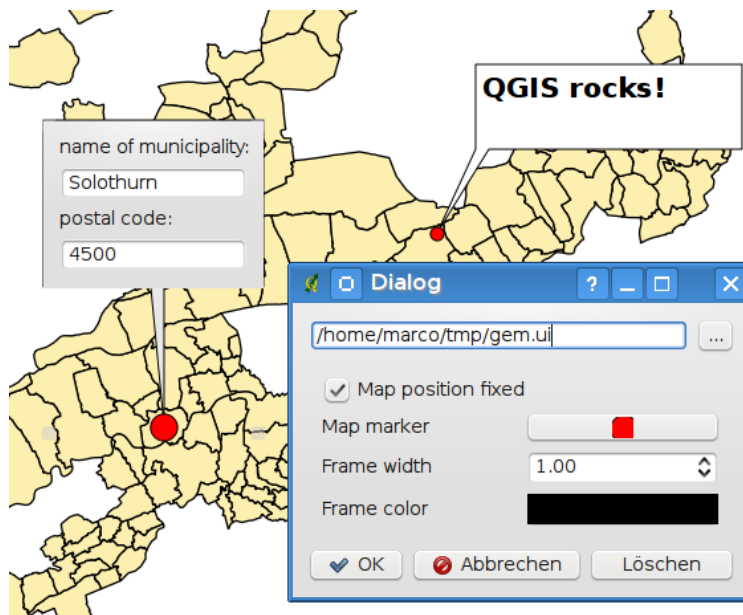 QGIS rocks!
name of municipality:
Solothurn
postal code:
4500
Dialog
?
/home/marco/tmp/gem.ui
...
Map position fixed
Map marker
Frame width
1.00
Frame color
OK
Abbrechen
Löschen